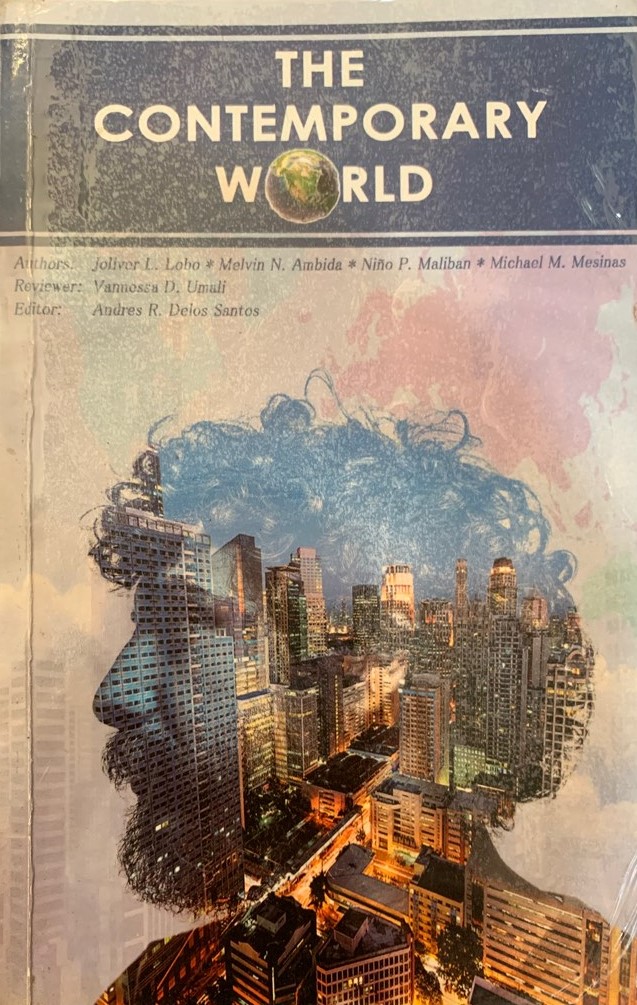 THE
CONTEMPORARY
WORLD
Authors: Joliver L. Lobo * Melvin N. Ambida * Niño P. Maliban * Michael M. Mesinas
Reviewer: Vannessa D. Umali
Editor: Andres R. Delos Santos